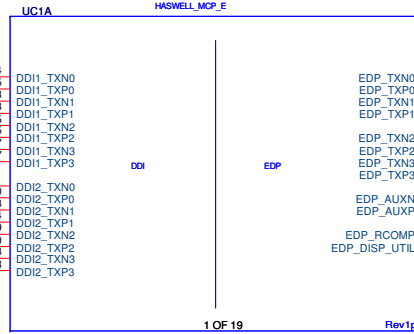 UC1A
HASWELL_MCP_E
DDI1_TXN0
DDI1_TXP0
DDI1_TXN1
DDI1_TXP1
DDI1_TXN2
DDI1_TXP2
DDI1_TXN3
DDI1_TXP3
DDI2_TXN0
DDI2_TXP0
DDI2_TXN1
DDI2_TXP1
DDI2_TXN2
DDI2_TXP2
DDI2_TXN3
DDI2_TXP3
DDI
EDP
EDP_TXN0
EDP_TXP0
EDP_TXN1
EDP_TXP1
EDP_TXN2
EDP_TXP2
EDP_TXN3
EDP_TXP3
EDP_AUXN
EDP_AUXP
EDP_RCOMP
EDP_DISP_UTIL
1 OF 19
Rev1p